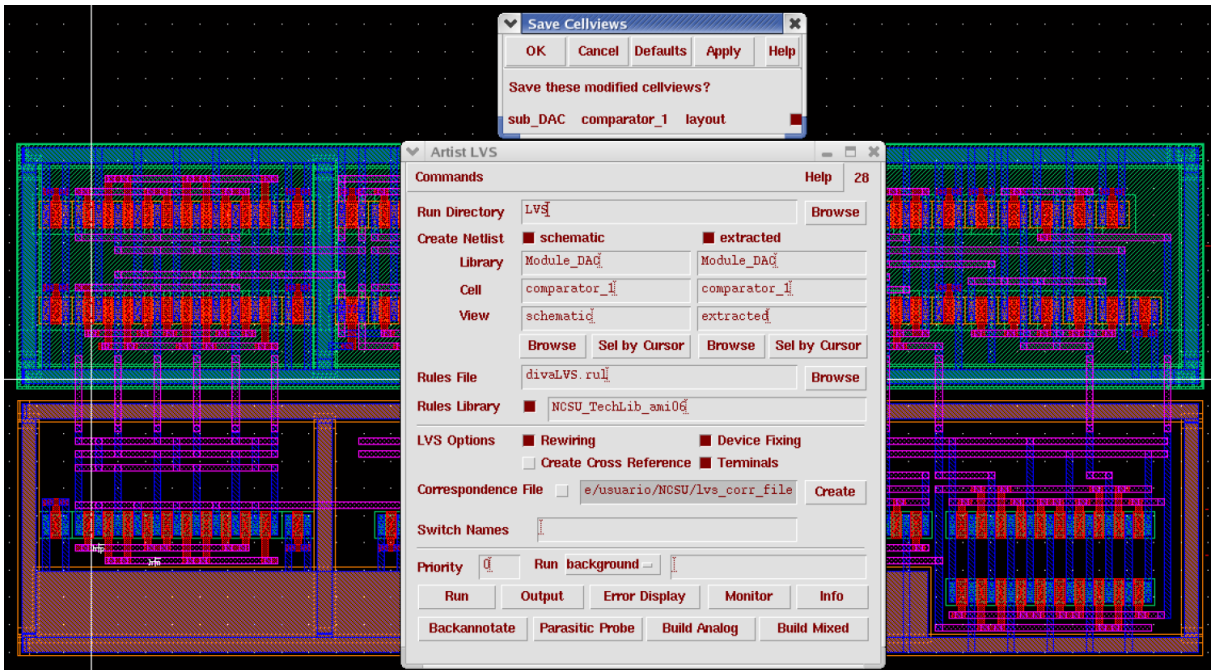 Save Cellviews
OK Cancel Defaults Apply Help
Save these modified cellviews?
sub_DAC comparator_1 layout
Artist LVS
Commands Help 28
Run Directory LVS Browse
Create Netlist schematic extracted
Library Module_DAC Module_DAC
Cell comparator_1 comparator_1
View schematic extracted
Browse Sel by Cursor Browse Sel by Cursor
Rules File divaLVS.rul Browse
Rules Library NCSU_TechLib_ami06
LVS Options Rewiring Device Fixing
Create Cross Reference Terminals
Correspondence File e/usuario/NCSU/lvs_corr_file Create
Switch Names
Priority 0 Run background
Run Output Error Display Monitor Info
Backannotate Parasitic Probe Build Analog Build Mixed